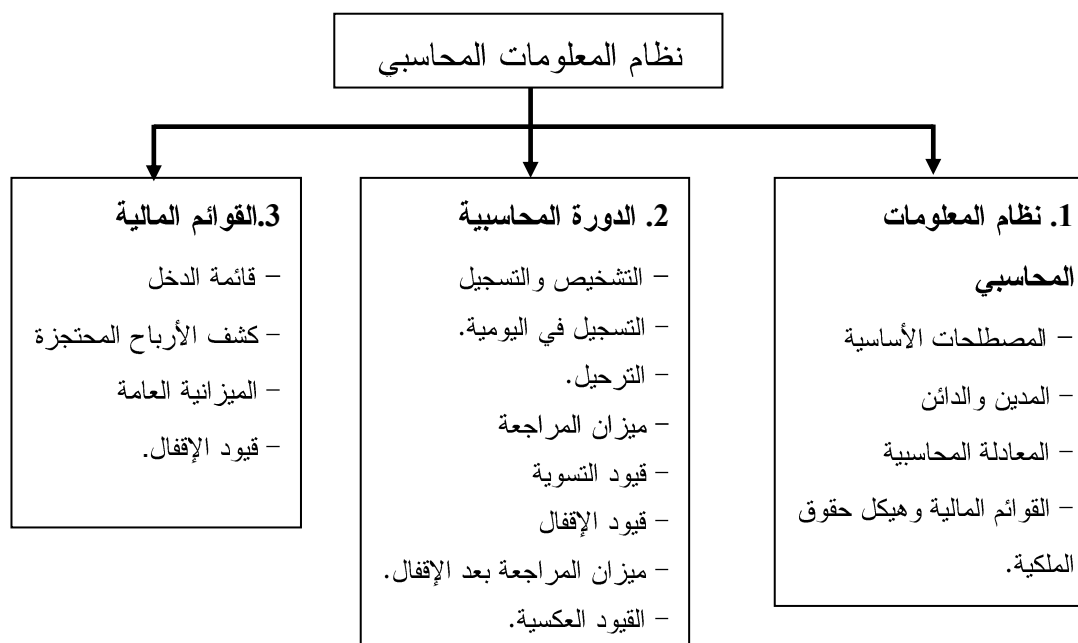 نظام المعلومات المحاسبي
1. نظام المعلومات
المحاسبي
- المصطلحات الأساسية
- المدين والدائن
- المعادلة المحاسبية
- القوائم المالية وهيكل حقوق
الملكية.
2. الدورة المحاسبية
- التشخيص والتسجيل
- التسجيل في اليومية.
- الترحيل.
- ميزان المراجعة
- قيود التسوية
- قيود الإقفال
- ميزان المراجعة بعد الإقفال.
- القيود العكسية.
3.القوائم المالية
- قائمة الدخل
- كشف الأرباح المحتجزة
- الميزانية العامة
- قيود الإقفال.